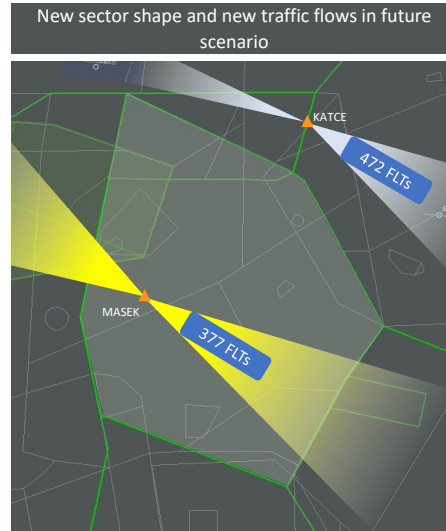 New sector shape and new traffic flows in future
scenario
KATCE
472 FLTs
MASEK
377 FLTs